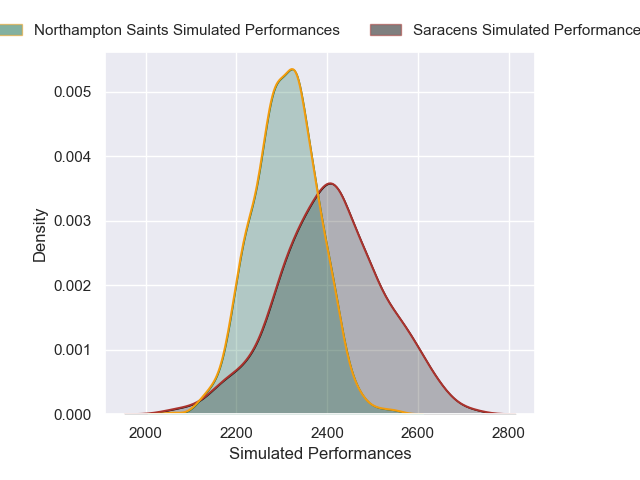 Northampton Saints Simulated Performances Saracens Simulated Performance
0.005
0.004
0.003
0.002
0.001
0.000
Density
2000 2200 2400 2600 2800
Simulated Performances